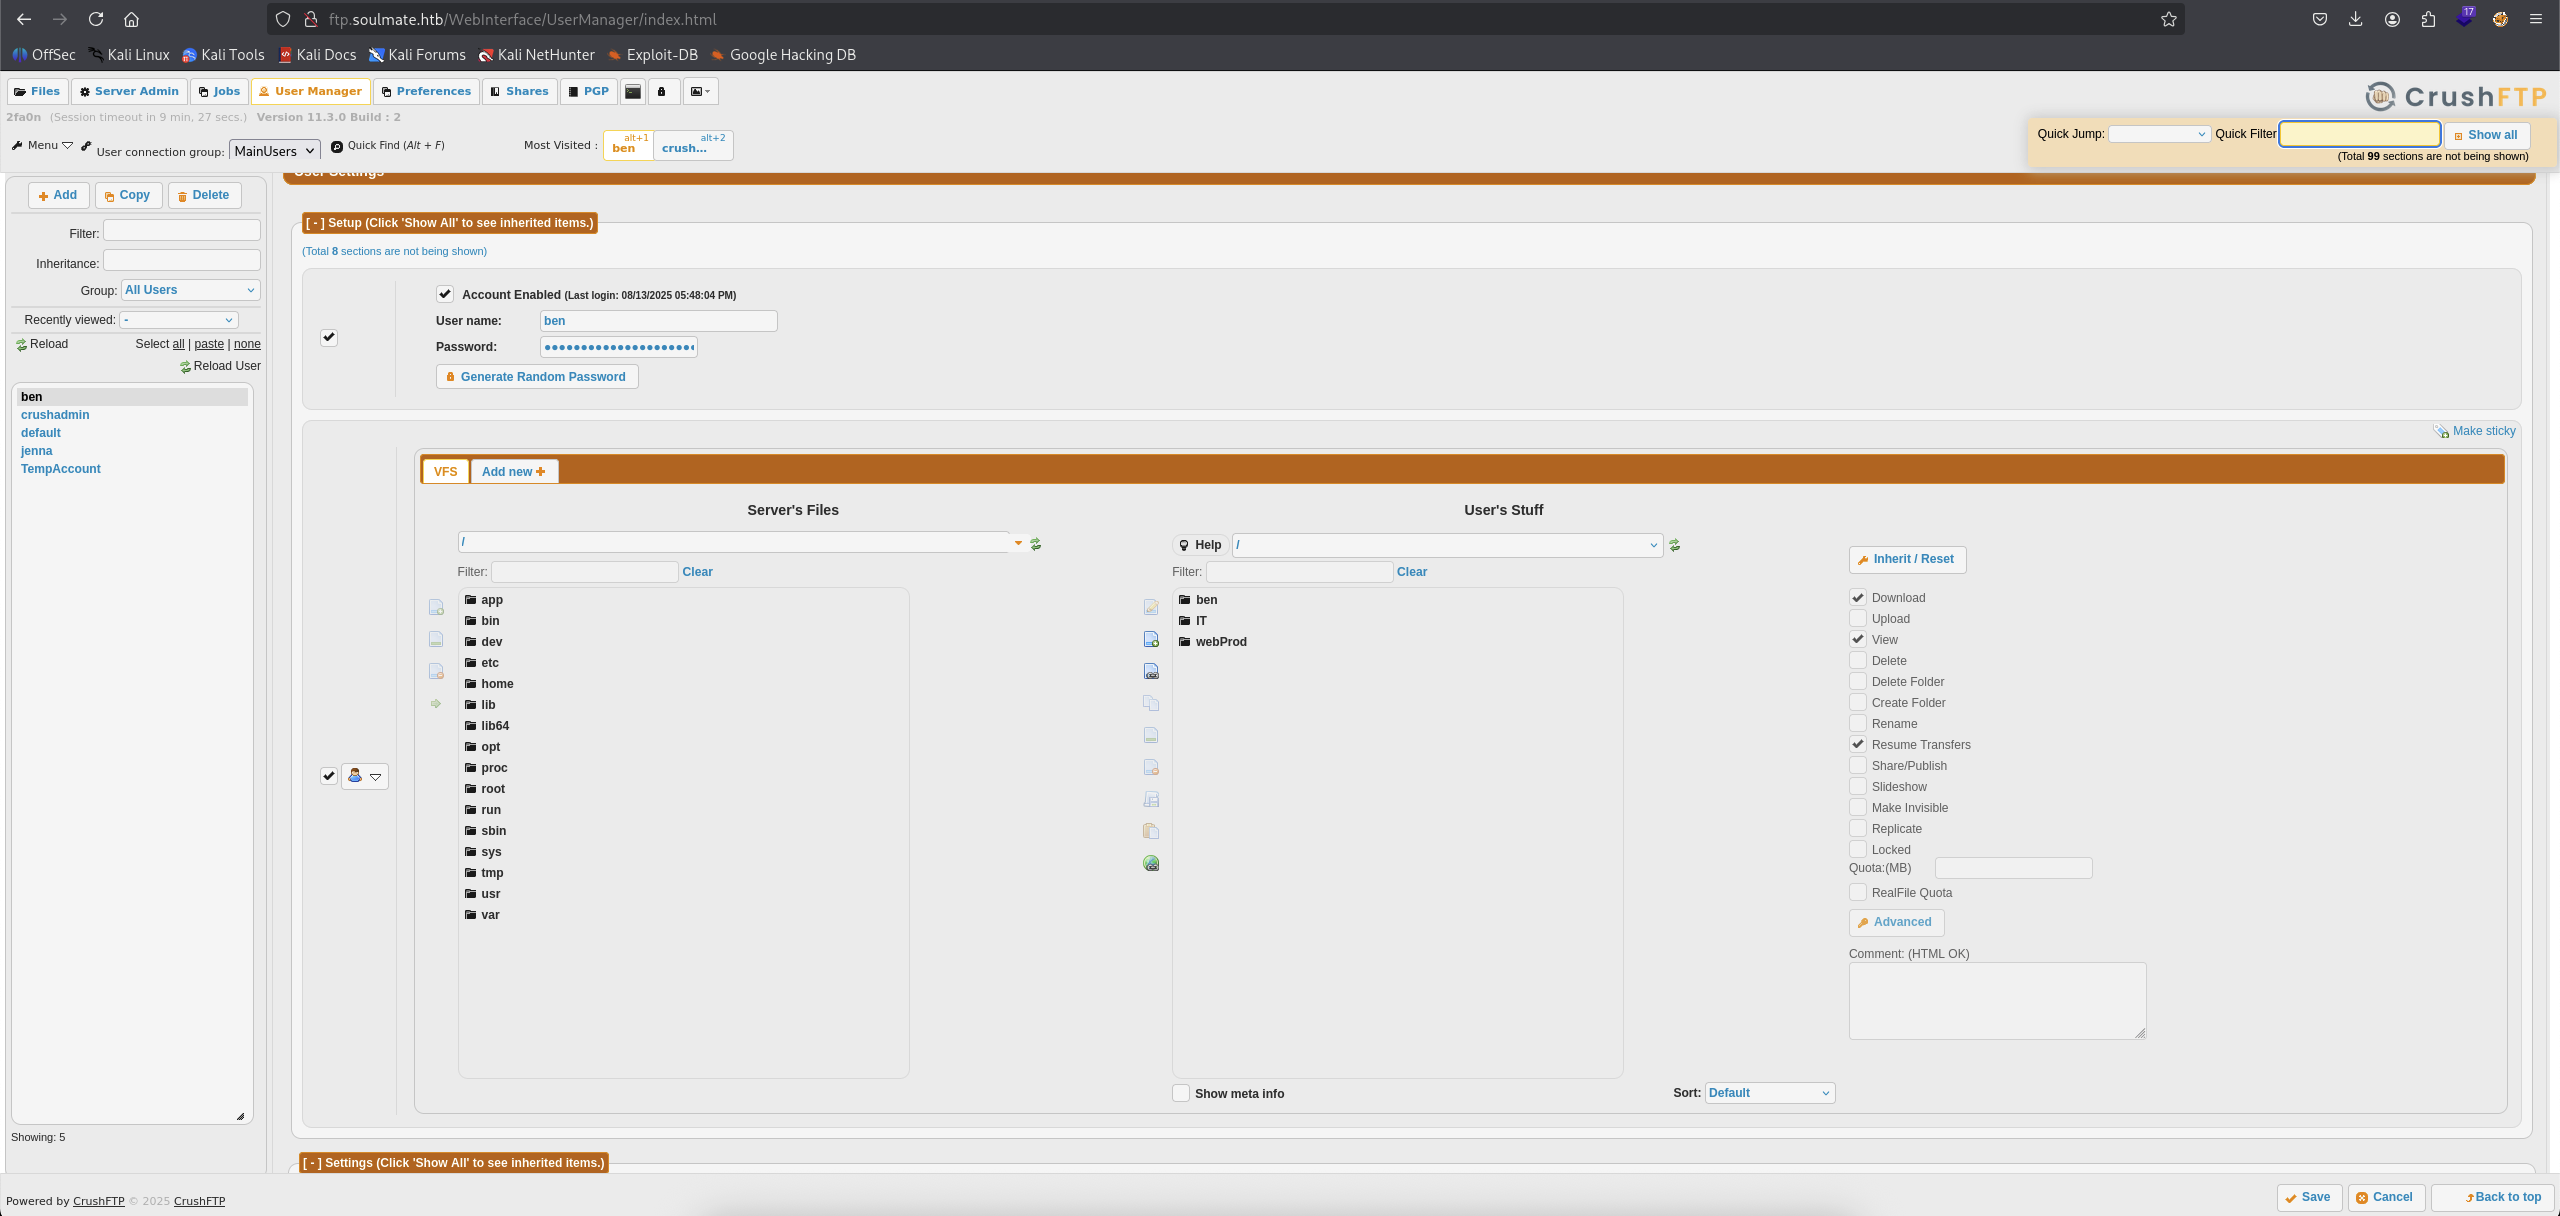 ftp.soulmate.htb/WebInterface/UserManager/index.html
17
OffSec Kali Linux Kali Tools Kali Docs Kali Forums Kali NetHunter Exploit-DB Google Hacking DB
Files Server Admin Jobs User Manager Preferences Shares PGP
CrushFTP
2fa0n (Session timeout in 9 min, 27 secs.) Version 11.3.0 Build : 2
Menu User connection group: MainUsers Quick Find (Alt + F) Most Visited : alt+1 ben alt+2 crush...
Quick Jump: Quick Filter Show all
(Total 99 sections are not being shown)
User Settings
Add Copy Delete
Filter:
Inheritance:
Group: All Users
Recently viewed: -
Reload Select all | paste | none
Reload User
ben
crushadmin
default
jenna
TempAccount
Showing: 5
[ - ] Setup (Click 'Show All' to see inherited items.)
(Total 8 sections are not being shown)
Account Enabled (Last login: 08/13/2025 05:48:04 PM)
User name: ben
Password: ●●●●●●●●●●●●●●●●●●●●●
Generate Random Password
Make sticky
VFS Add new
Server's Files
/
Filter: Clear
app
bin
dev
etc
home
lib
lib64
opt
proc
root
run
sbin
sys
tmp
usr
var
User's Stuff
Help /
Filter: Clear
ben
IT
webProd
Show meta info
Sort: Default
Inherit / Reset
Download
Upload
View
Delete
Delete Folder
Create Folder
Rename
Resume Transfers
Share/Publish
Slideshow
Make Invisible
Replicate
Locked
Quota:(MB)
RealFile Quota
Advanced
Comment: (HTML OK)
[ - ] Settings (Click 'Show All' to see inherited items.)
Powered by CrushFTP © 2025 CrushFTP
Save Cancel Back to top